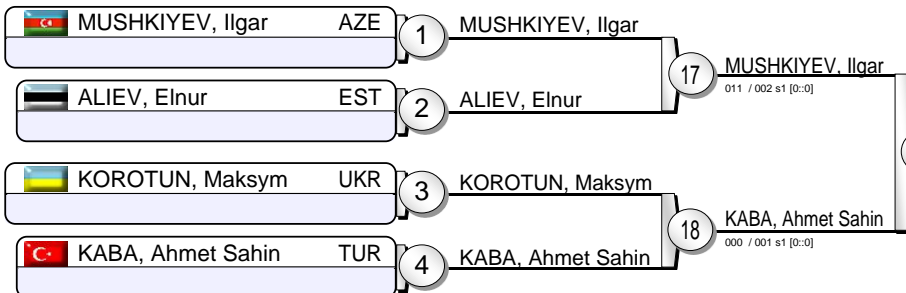 MUSHKIYEV, Ilgar AZE
1
MUSHKIYEV, Ilgar
17
MUSHKIYEV, Ilgar
011 / 002 s1 [0::0]
ALIEV, Elnur EST
2
ALIEV, Elnur
KOROTUN, Maksym UKR
3
KOROTUN, Maksym
18
KABA, Ahmet Sahin
000 / 001 s1 [0::0]
KABA, Ahmet Sahin TUR
4
KABA, Ahmet Sahin